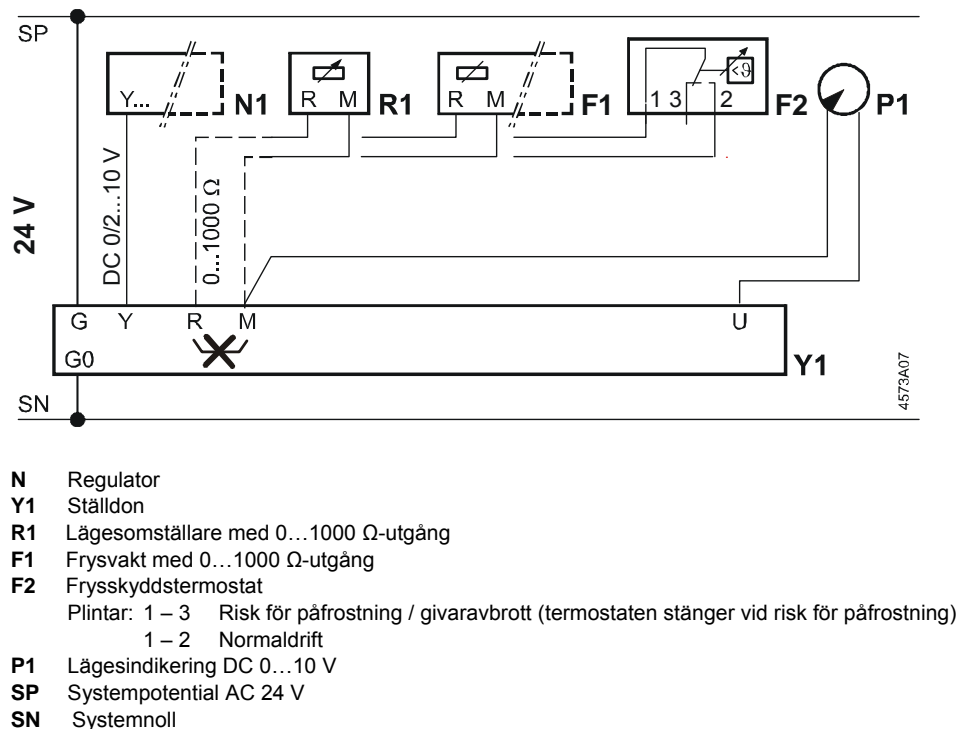 SP
Y... N1
R M R1
R M F1
<ϑ
1 3 2 F2
P1
24 V
DC 0/2...10 V
0...1000 Ω
G Y R M U
G0
Y1
4573A07
SN
N Regulator
Y1 Ställdon
R1 Lägesomställare med 0…1000 Ω-utgång
F1 Frysvakt med 0…1000 Ω-utgång
F2 Frysskyddstermostat
Plintar: 1 – 3 Risk för påfrostning / givaravbrott (termostaten stänger vid risk för påfrostning)
1 – 2 Normaldrift
P1 Lägesindikering DC 0…10 V
SP Systempotential AC 24 V
SN Systemnoll